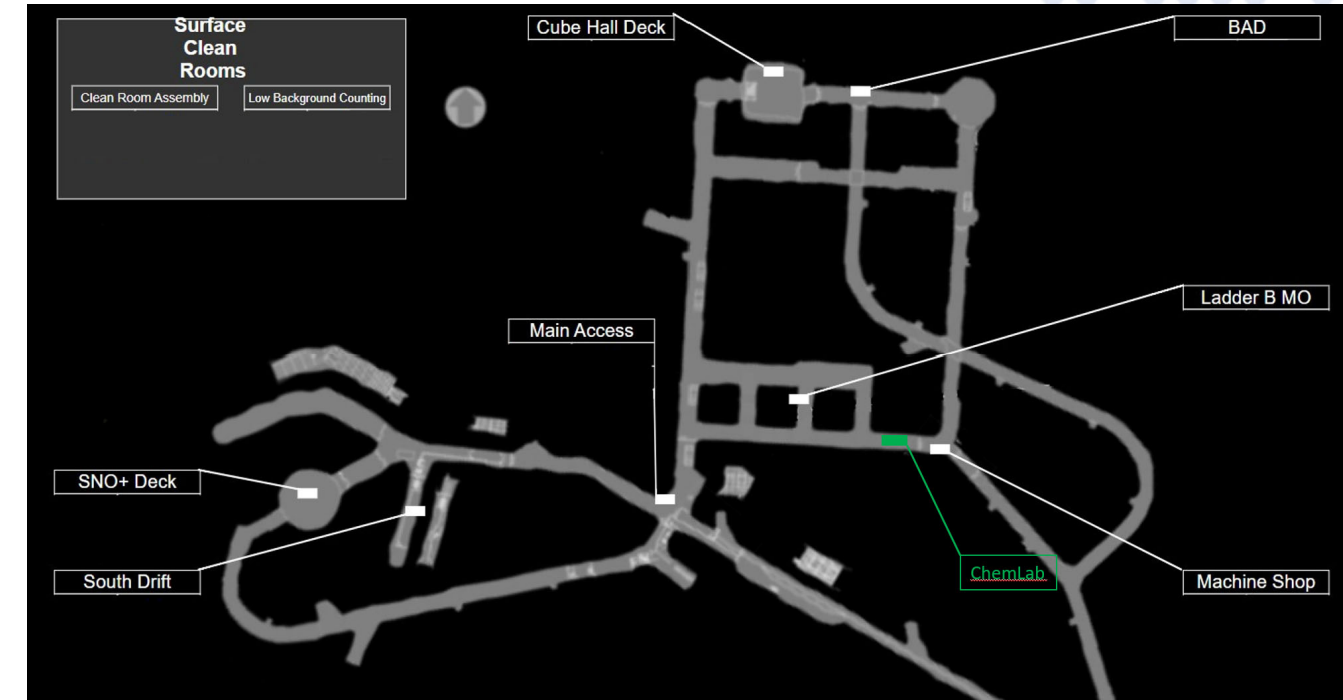 Surface
Clean
Rooms
Clean Room Assembly
Low Background Counting
Cube Hall Deck
BAD
Ladder B MO
Main Access
SNO+ Deck
South Drift
ChemLab
Machine Shop